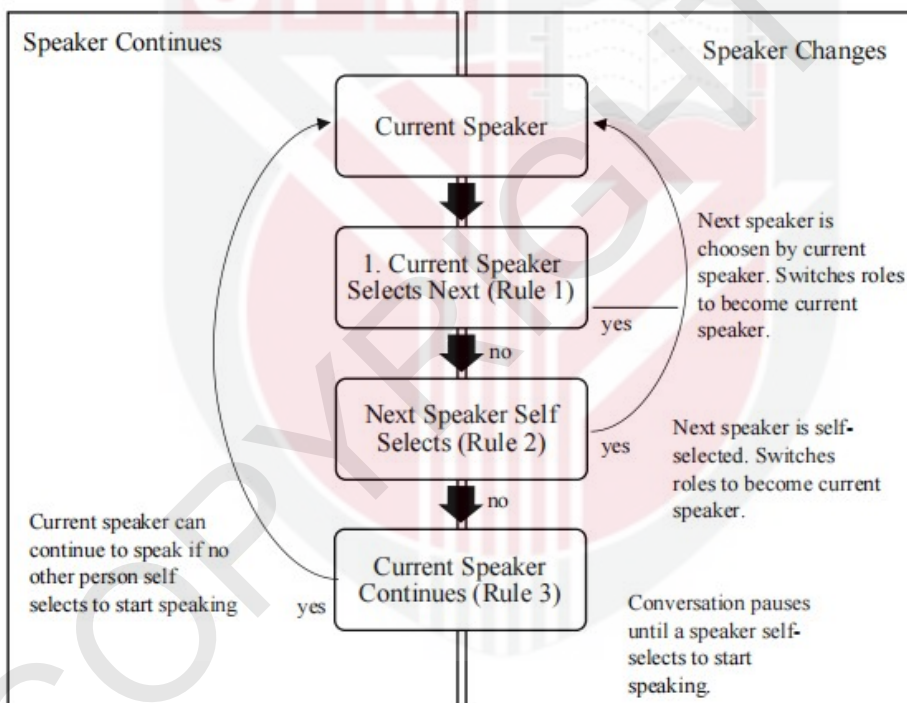 Speaker Continues
Speaker Changes
Current Speaker
1. Current Speaker
Selects Next (Rule 1)
yes
Next speaker is
choosen by current
speaker. Switches roles
to become current
speaker.
no
Next Speaker Self
Selects (Rule 2)
yes
Next speaker is self-
selected. Switches
roles to become current
speaker.
no
Current Speaker
Continues (Rule 3)
yes
Current speaker can
continue to speak if no
other person self
selects to start speaking
Conversation pauses
until a speaker self-
selects to start
speaking.
COPYRIGHT